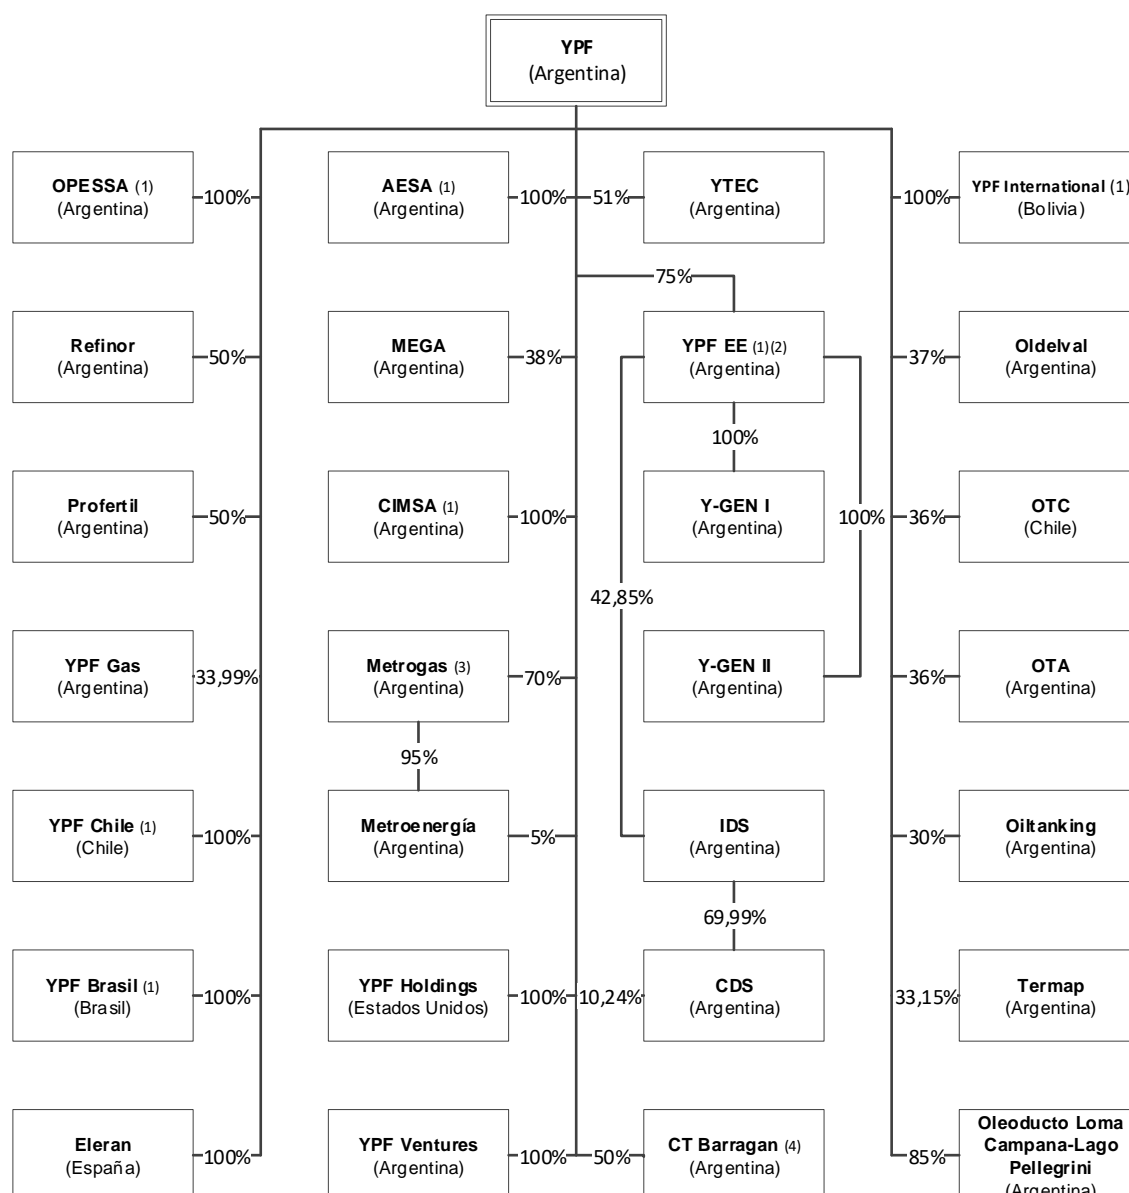 YPF
(Argentina)
OPESSA (1)
(Argentina)
100%
AESA (1)
(Argentina)
100%
51%
YTEC
(Argentina)
100%
YPF International (1)
(Bolivia)
75%
Refinor
(Argentina)
50%
MEGA
(Argentina)
38%
YPF EE (1)(2)
(Argentina)
37%
Oldelval
(Argentina)
100%
Profertil
(Argentina)
50%
CIMSA (1)
(Argentina)
100%
Y-GEN I
(Argentina)
100%
36%
OTC
(Chile)
42,85%
YPF Gas
(Argentina)
33,99%
Metrogas (3)
(Argentina)
70%
Y-GEN II
(Argentina)
36%
OTA
(Argentina)
95%
YPF Chile (1)
(Chile)
100%
Metroenergía
(Argentina)
5%
IDS
(Argentina)
30%
Oiltanking
(Argentina)
69,99%
YPF Brasil (1)
(Brasil)
100%
YPF Holdings
(Estados Unidos)
100%
10,24%
CDS
(Argentina)
33,15%
Termap
(Argentina)
Eleran
(España)
100%
YPF Ventures
(Argentina)
100%
50%
CT Barragan (4)
(Argentina)
85%
Oleoducto Loma
Campana-Lago
Pellegrini
(Argentina)